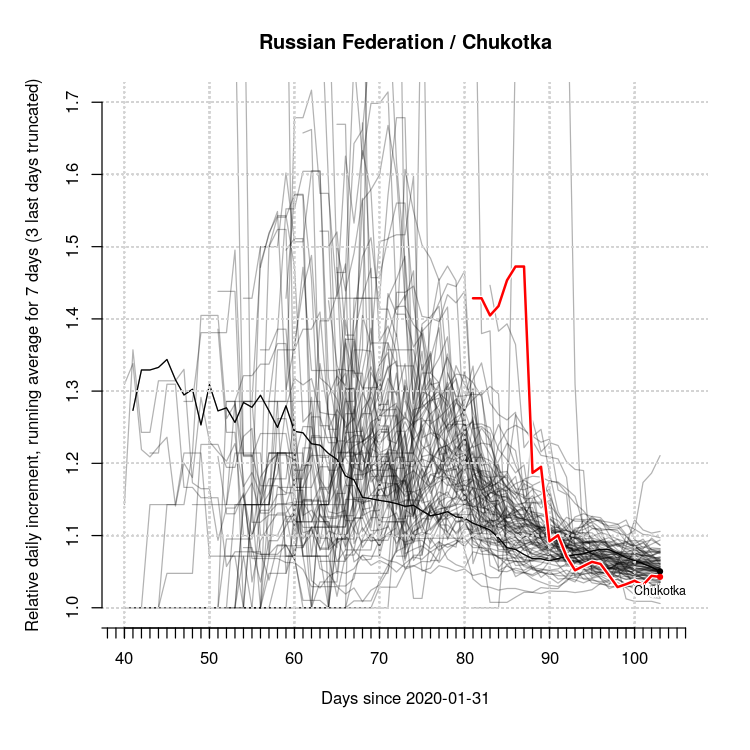 Russian Federation / Chukotka
Relative daily increment, running average for 7 days (3 last days truncated)
1.7
1.6
1.5
1.4
1.3
1.2
1.1
1.0
Chukotka
40 50 60 70 80 90 100
Days since 2020-01-31